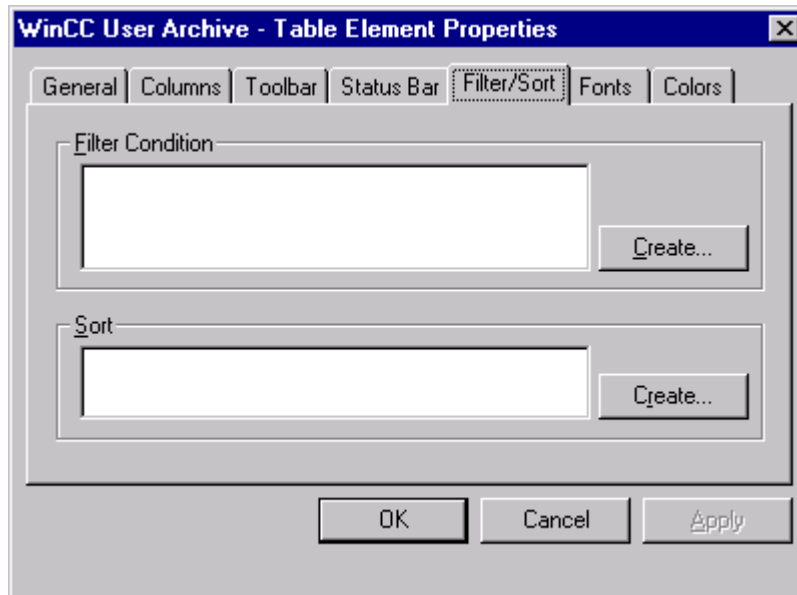 WinCC User Archive - Table Element Properties
General Columns Toolbar Status Bar Filter/Sort Fonts Colors
Filter Condition
Create...
Sort
Create...
OK Cancel Apply